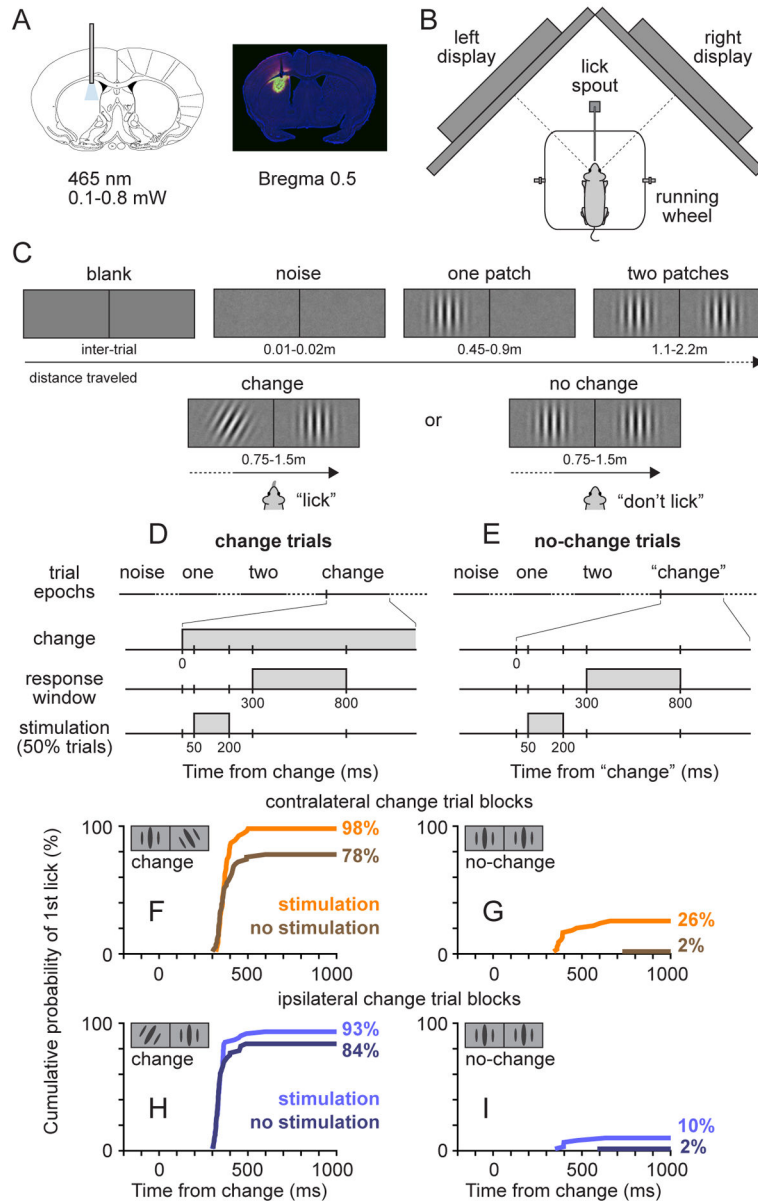 A
465 nm
0.1-0.8 mW
Bregma 0.5
B
left
display
right
display
lick
spout
running
wheel
C
blank
noise
one patch
two patches
inter-trial
0.01-0.02m
0.45-0.9m
1.1-2.2m
distance traveled
change
or
no change
0.75-1.5m
0.75-1.5m
“lick”
“don’t lick”
D
change trials
trial
epochs
noise one two change
change
0
response
window
300 800
stimulation
(50% trials)
50 200
Time from change (ms)
E
no-change trials
noise one two “change”
0
300 800
50 200
Time from “change” (ms)
Cumulative probability of 1st lick (%)
contralateral change trial blocks
100
0
change
98%
78%
F
stimulation
no stimulation
0 500 1000
100
0
no-change
G
26%
2%
0 500 1000
ipsilateral change trial blocks
100
0
change
93%
84%
H
stimulation
no stimulation
0 500 1000
Time from change (ms)
100
0
no-change
I
10%
2%
0 500 1000
Time from change (ms)